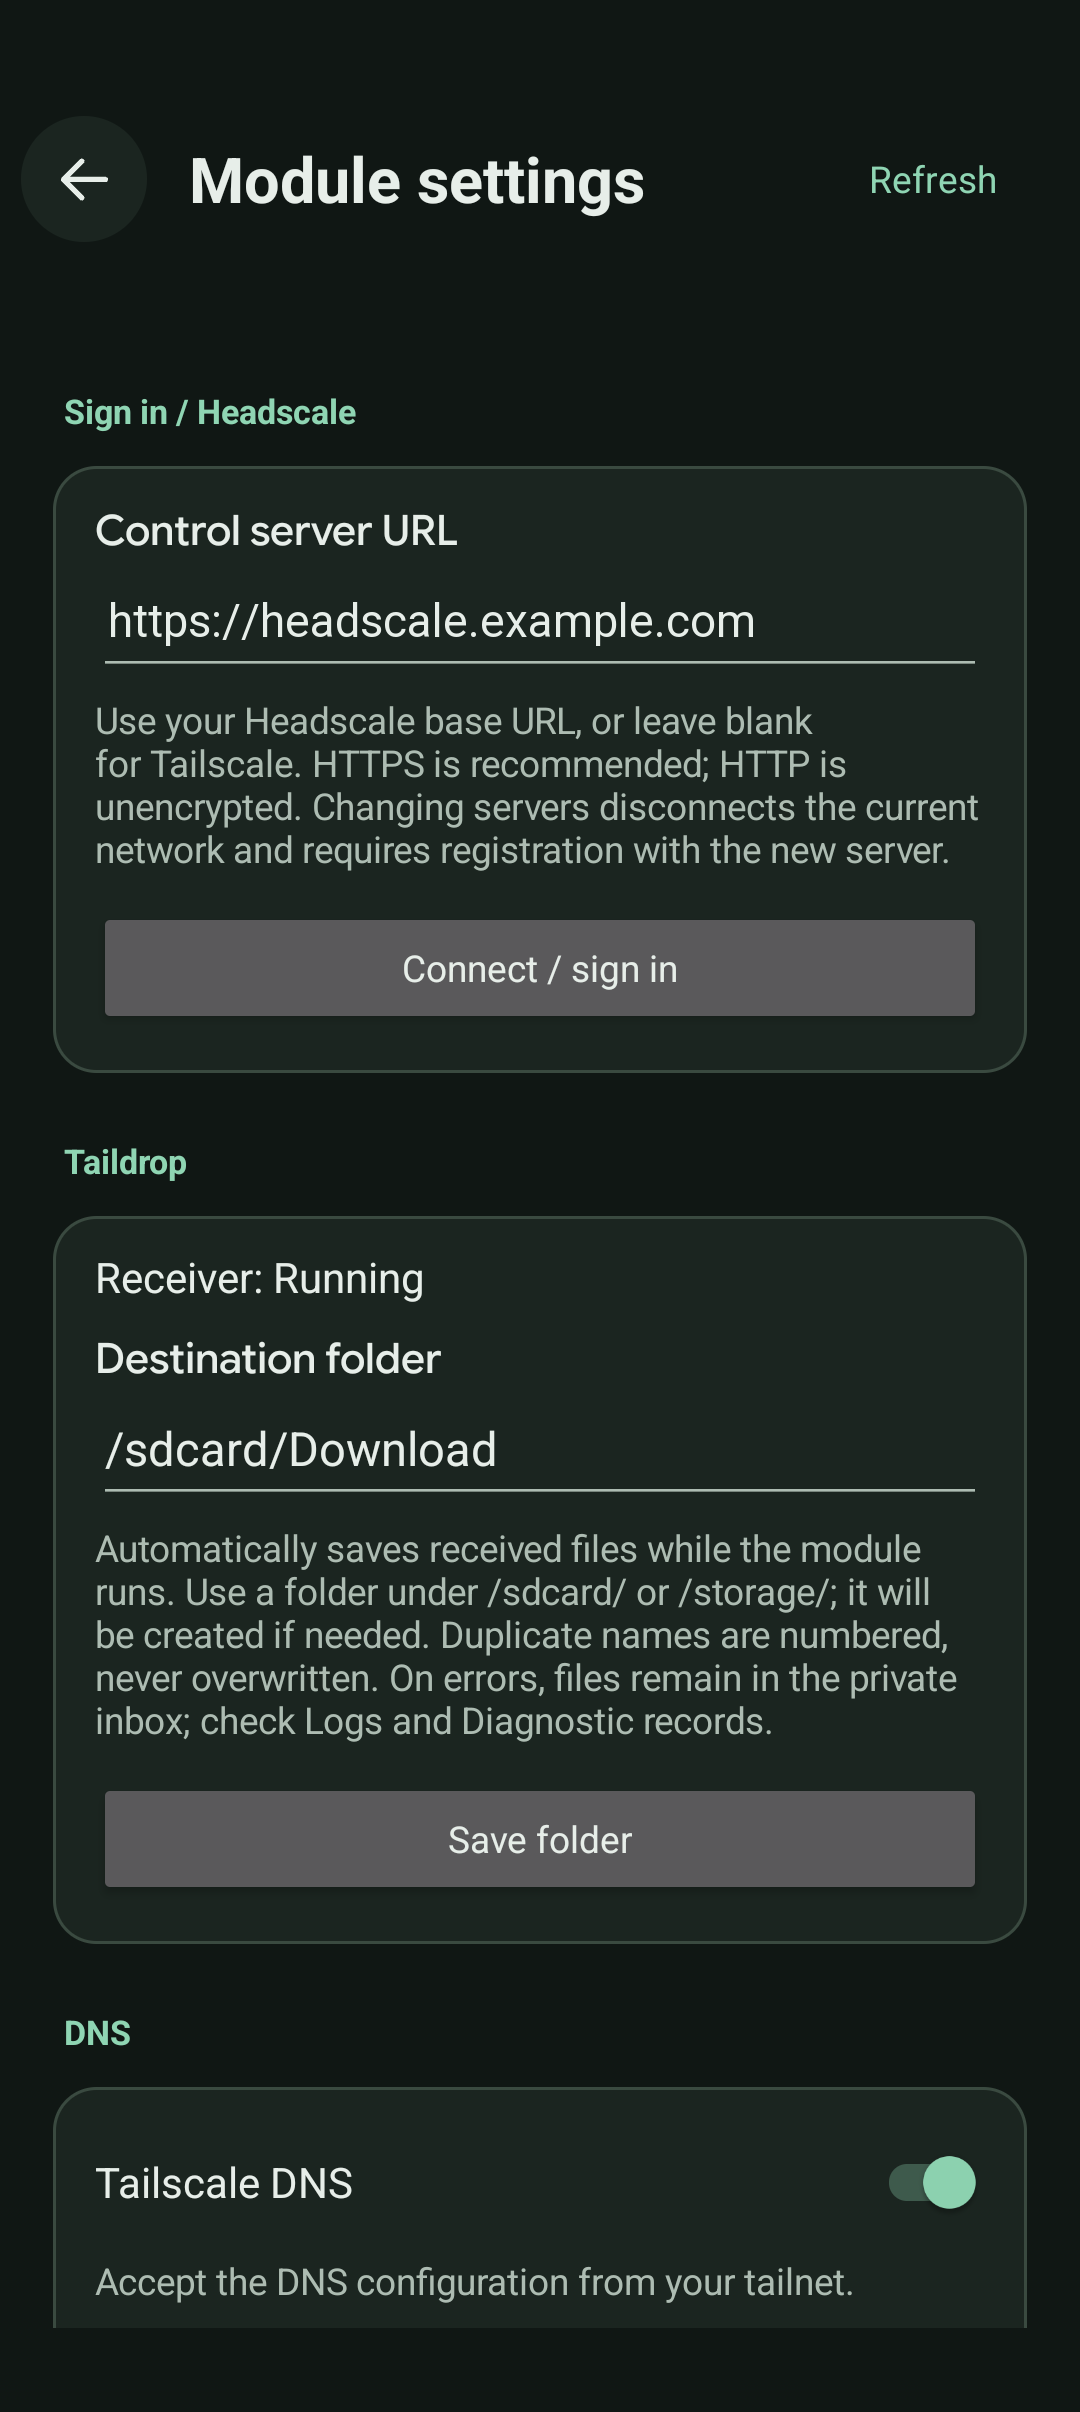 Module settings
Refresh
Sign in / Headscale
Control server URL
https://headscale.example.com
Use your Headscale base URL, or leave blank
for Tailscale. HTTPS is recommended; HTTP is
unencrypted. Changing servers disconnects the current
network and requires registration with the new server.
Connect / sign in
Taildrop
Receiver: Running
Destination folder
/sdcard/Download
Automatically saves received files while the module
runs. Use a folder under /sdcard/ or /storage/; it will
be created if needed. Duplicate names are numbered,
never overwritten. On errors, files remain in the private
inbox; check Logs and Diagnostic records.
Save folder
DNS
Tailscale DNS
Accept the DNS configuration from your tailnet.